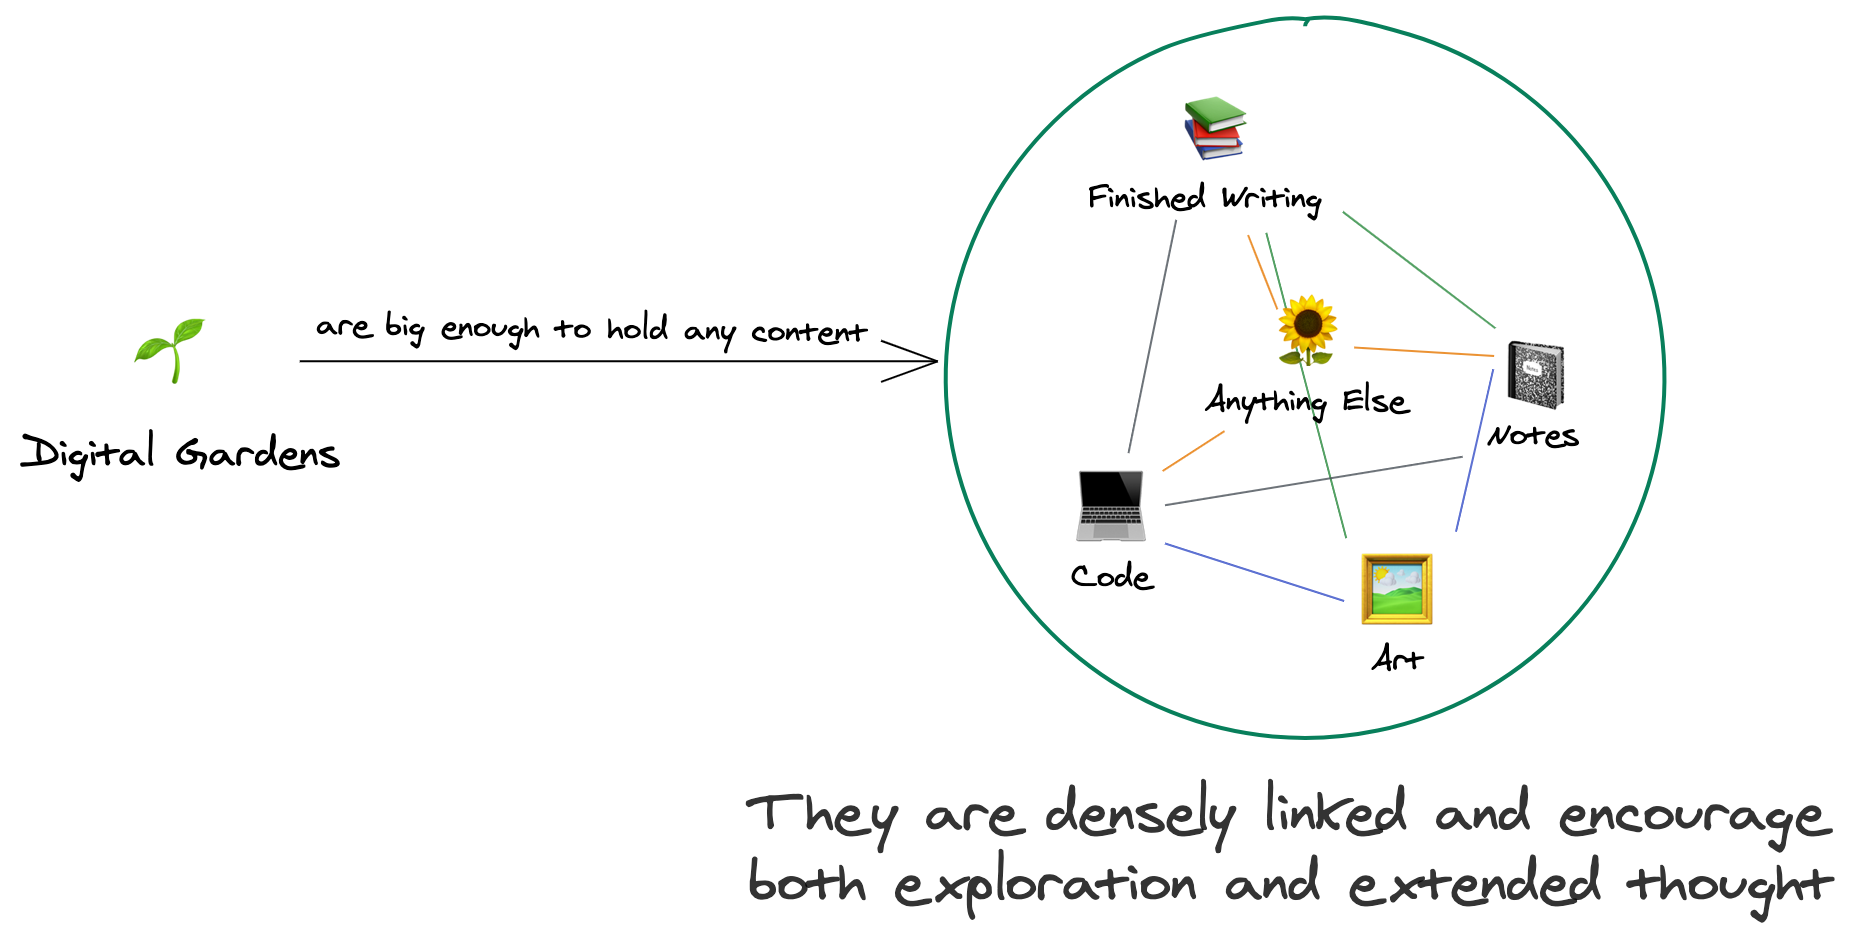 Digital Gardens
are big enough to hold any content
Finished Writing
Anything Else
Notes
Notes
Code
Art
They are densely linked and encourage
both exploration and extended thought